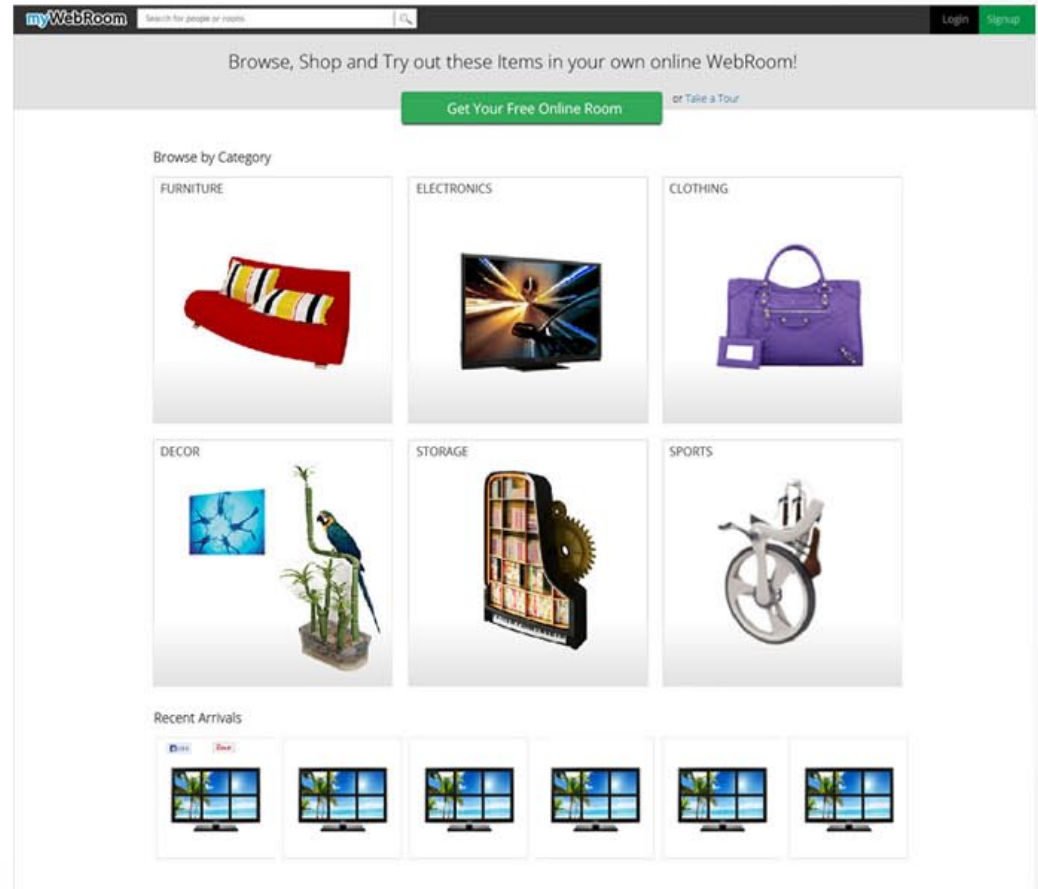 myWebRoom
Search for people or rooms
Login
Signup
Browse, Shop and Try out these Items in your own online WebRoom!
Get Your Free Online Room
or Take a Tour
Browse by Category
FURNITURE
ELECTRONICS
CLOTHING
DECOR
STORAGE
SPORTS
Recent Arrivals
Like